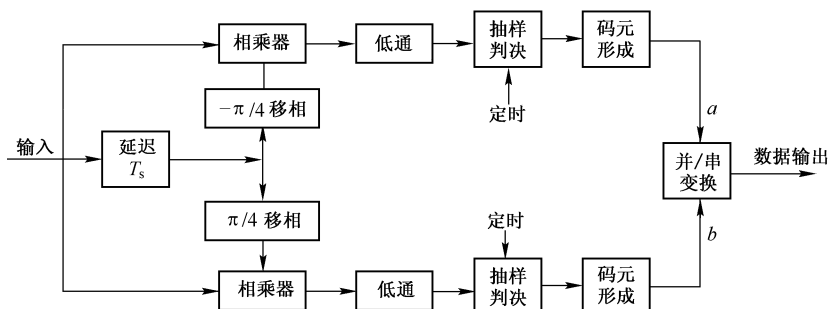 相乘器
低通
抽样
判决
码元
形成
定时
a
－π/4 移相
输入
延迟
Ts
并/串
变换
数据输出
π/4 移相
定时
b
相乘器
低通
抽样
判决
码元
形成